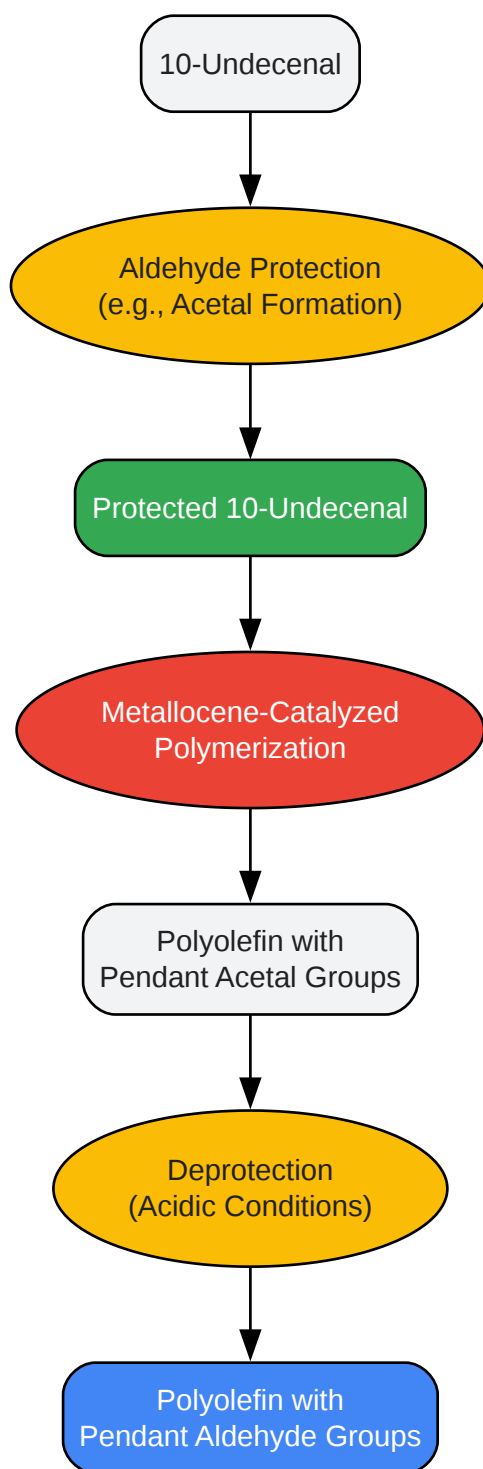 10-Undecenal
Aldehyde Protection
(e.g., Acetal Formation)
Protected 10-Undecenal
Metallocene-Catalyzed
Polymerization
Polyolefin with
Pendant Acetal Groups
Deprotection
(Acidic Conditions)
Polyolefin with
Pendant Aldehyde Groups